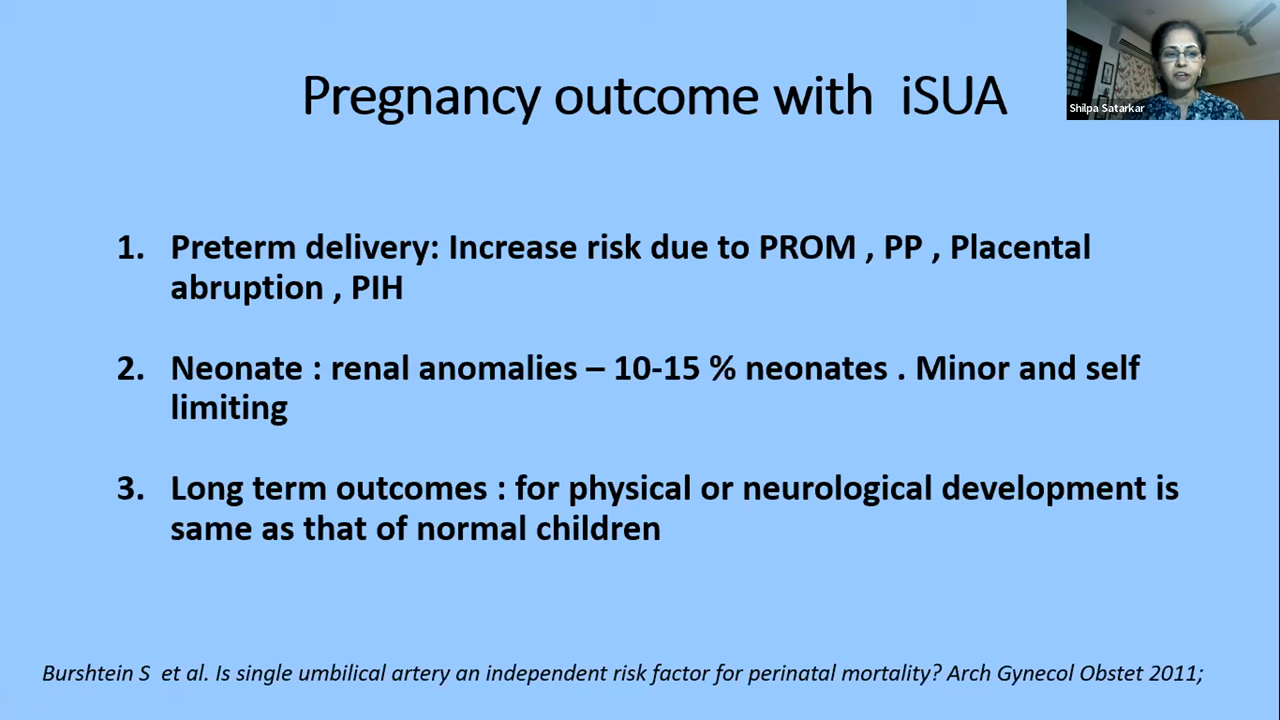 Pregnancy outcome with iSUA
Shilpa Satarkar
1. Preterm delivery: Increase risk due to PROM , PP , Placental
abruption , PIH
2. Neonate : renal anomalies – 10-15 % neonates . Minor and self
limiting
3. Long term outcomes : for physical or neurological development is
same as that of normal children
Burshtein S et al. Is single umbilical artery an independent risk factor for perinatal mortality? Arch Gynecol Obstet 2011;